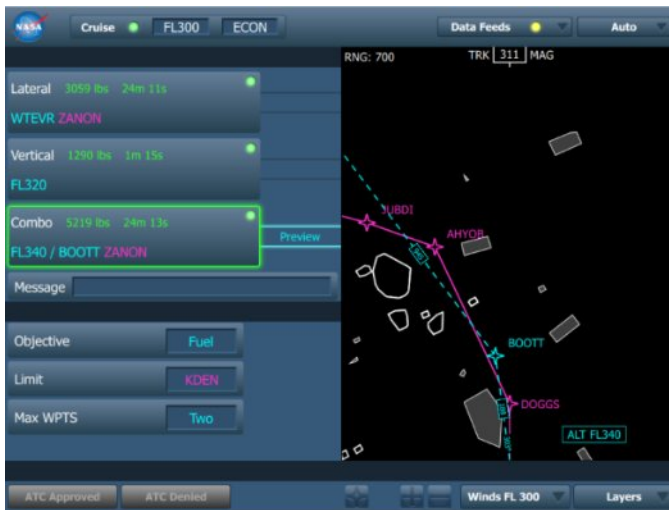 NASA
Cruise FL300 ECON
Data Feeds
Auto
Lateral 3059 lbs 24m 11s
WTEVR ZANON
Vertical 1290 lbs 1m 15s
FL320
Combo 5219 lbs 24m 13s
FL340 / BOOTT ZANON
Preview
Message
Objective Fuel
Limit KDEN
Max WPTS Two
ATC Approved ATC Denied
RNG: 700
TRK 311 MAG
JUBDI
AHYOB
BOOTT
DOGGS
ALT FL340
Winds FL 300
Layers